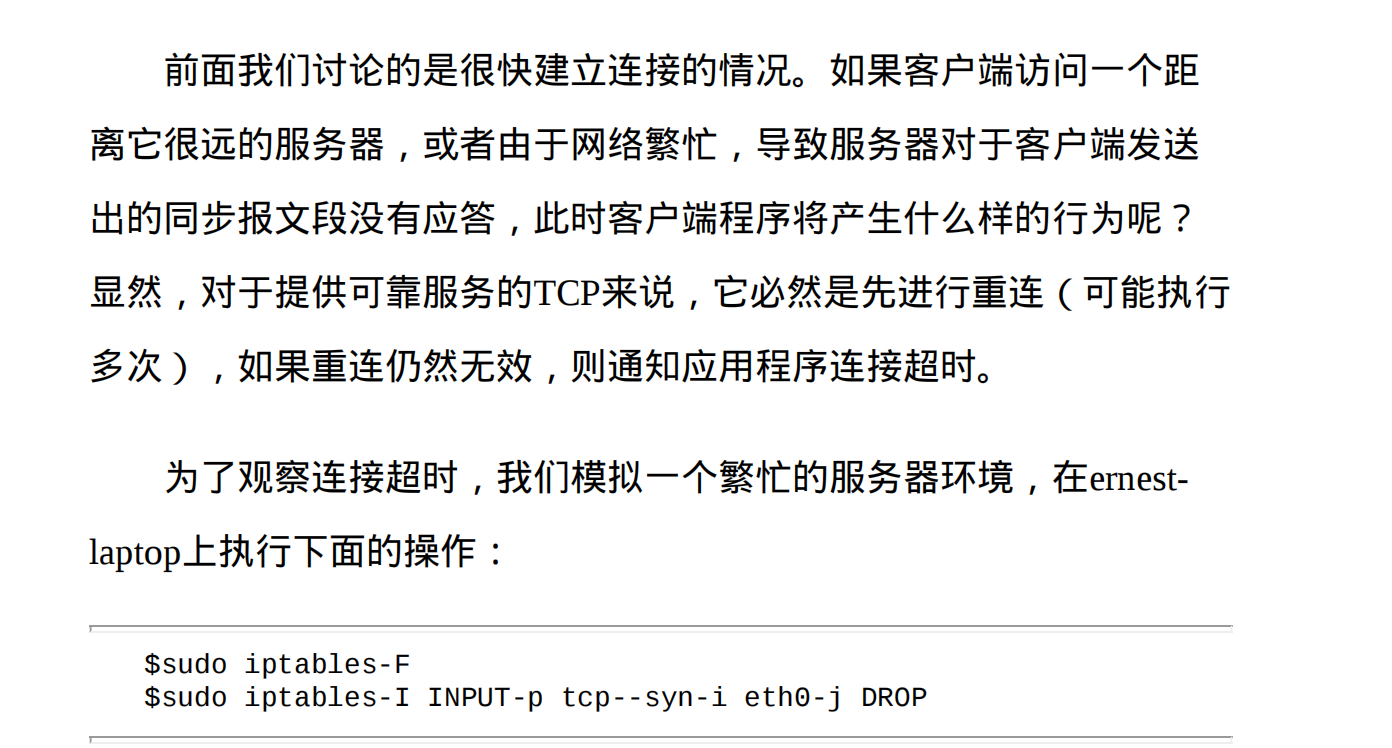 前面我们讨论的是很快建立连接的情况。如果客户端访问一个距
离它很远的服务器，或者由于网络繁忙，导致服务器对于客户端发送
出的同步报文段没有应答，此时客户端程序将产生什么样的行为呢？
显然，对于提供可靠服务的TCP来说，它必然是先进行重连（可能执行
多次），如果重连仍然无效，则通知应用程序连接超时。
为了观察连接超时，我们模拟一个繁忙的服务器环境，在ernest-
laptop上执行下面的操作：
$sudo iptables-F
$sudo iptables-I INPUT-p tcp--syn-i eth0-j DROP